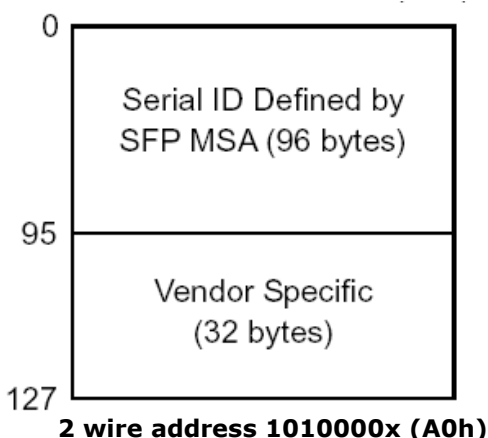 0
Serial ID Defined by
SFP MSA (96 bytes)
95
Vendor Specific
(32 bytes)
127
2 wire address 1010000x (A0h)